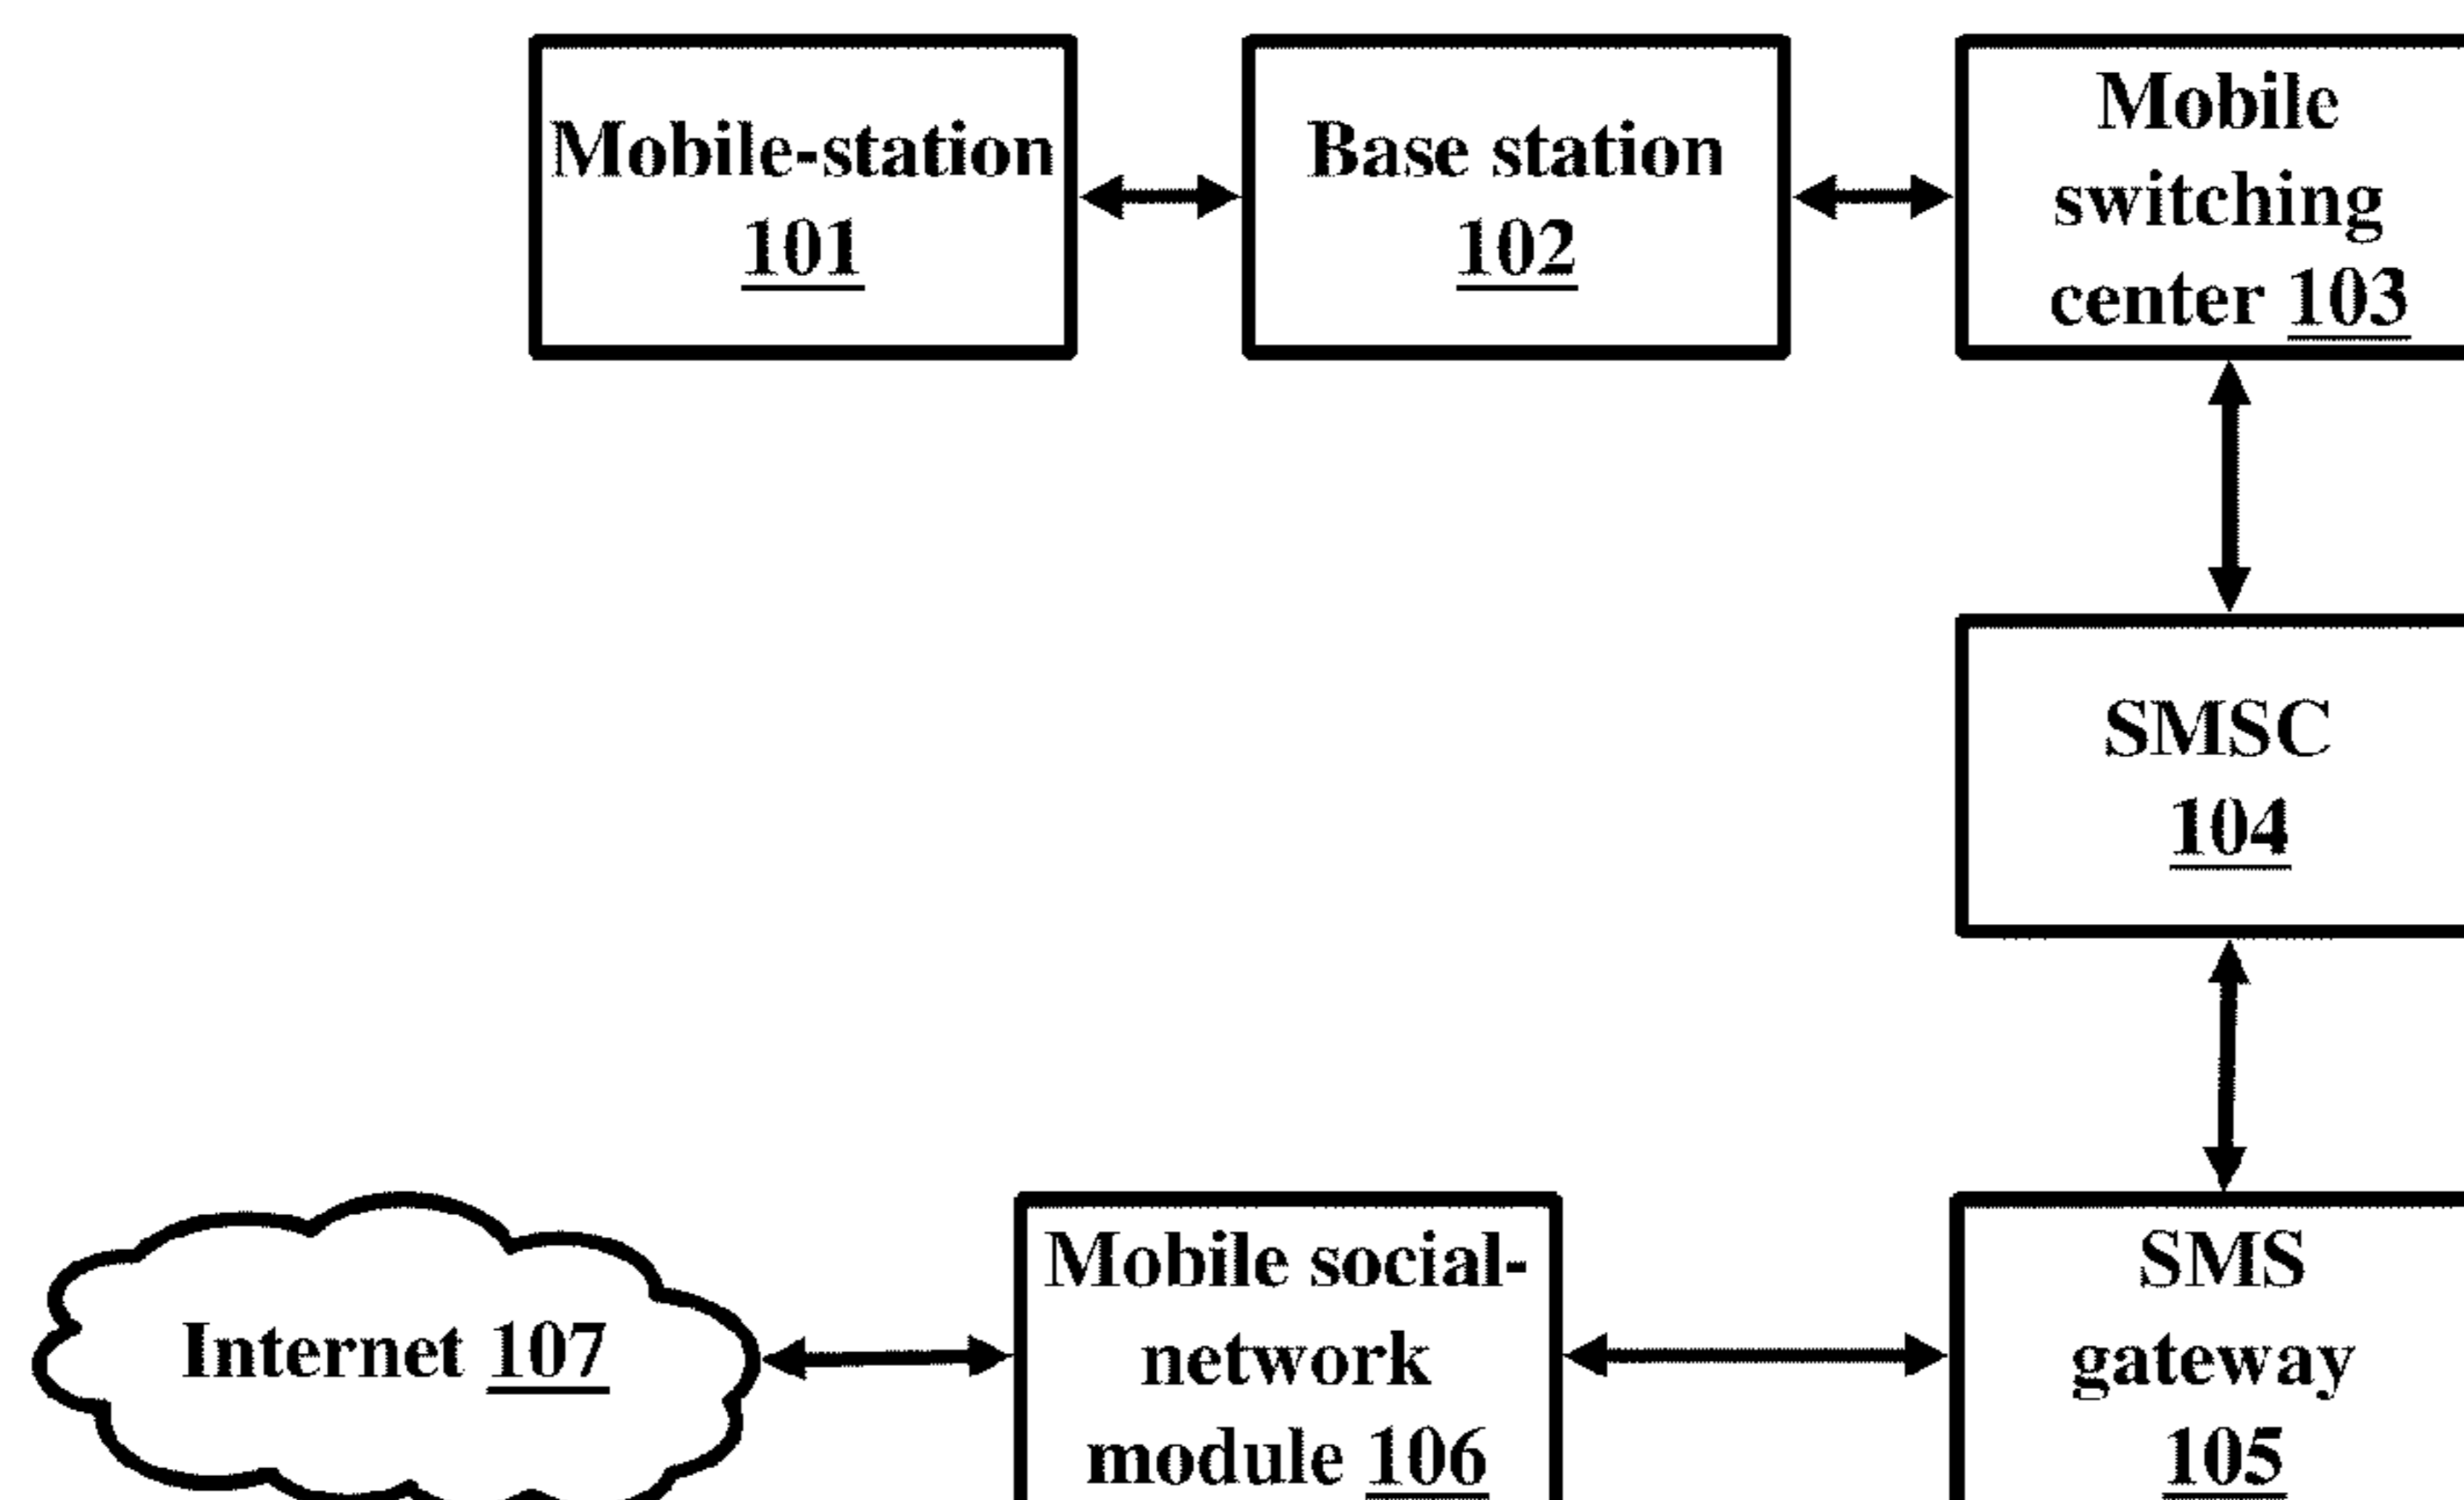 Mobile-station
101
Base station
102
Mobile
switching
center 103
SMSC
104
Internet 107
Mobile social-
network
module 106
SMS
gateway
105